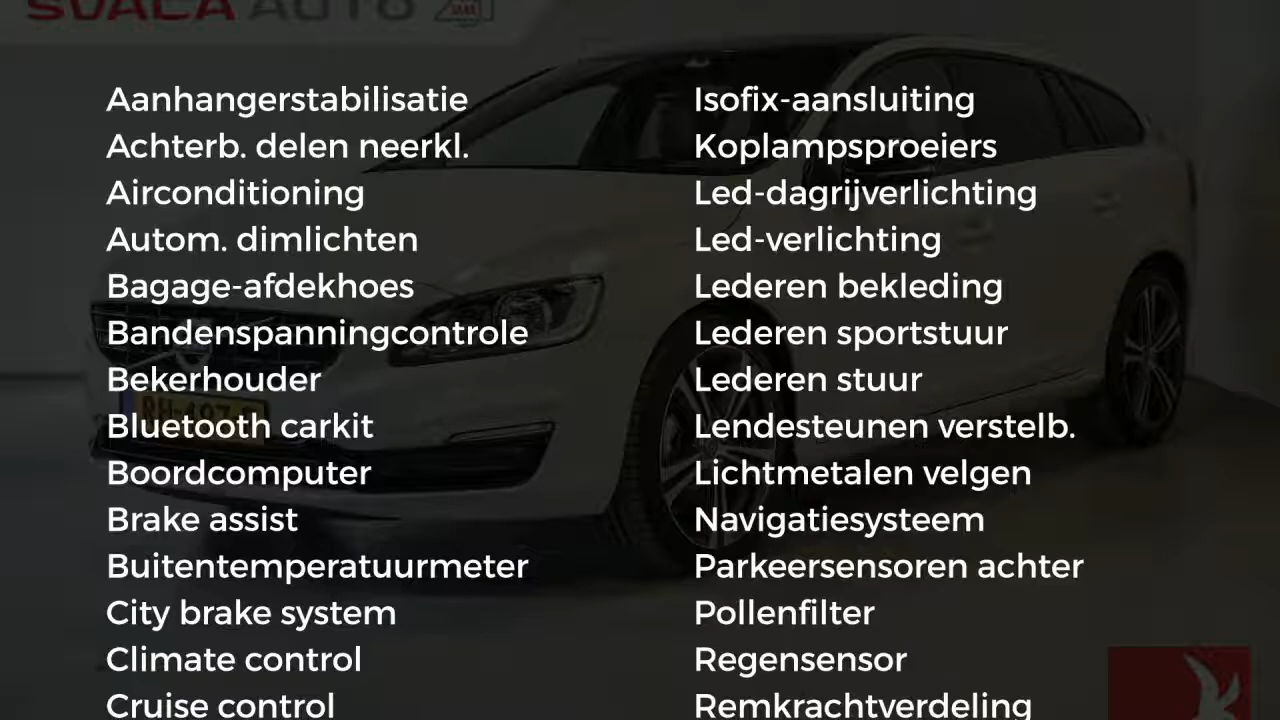 AUTO
Aanhangerstabilisatie
Achterb. delen neerkl.
Airconditioning
Autom. dimlichten
Bagage-afdekhoes
Bandenspanningcontrole
Bekerhouder
Bluetooth carkit
Boordcomputer
Brake assist
Buitentemperatuurmeter
City brake system
Climate control
Cruise control
Isofix-aansluiting
Koplampsproeiers
Led-dagrijverlichting
Led-verlichting
Lederen bekleding
Lederen sportstuur
Lederen stuur
Lendesteunen verstelb.
Lichtmetalen velgen
Navigatiesysteem
Parkeersensoren achter
Pollenfilter
Regensensor
Remkrachtverdeling